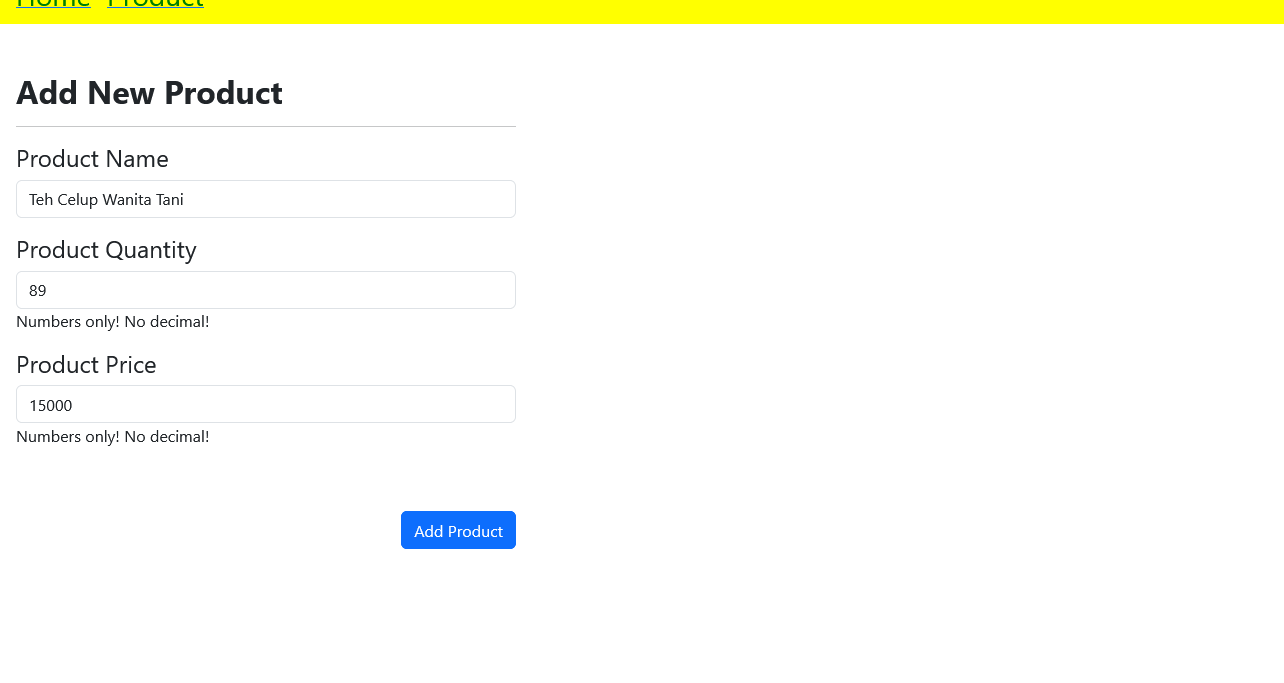 Home Product
Add New Product
Product Name
Teh Celup Wanita Tani
Product Quantity
89
Numbers only! No decimal!
Product Price
15000
Numbers only! No decimal!
Add Product